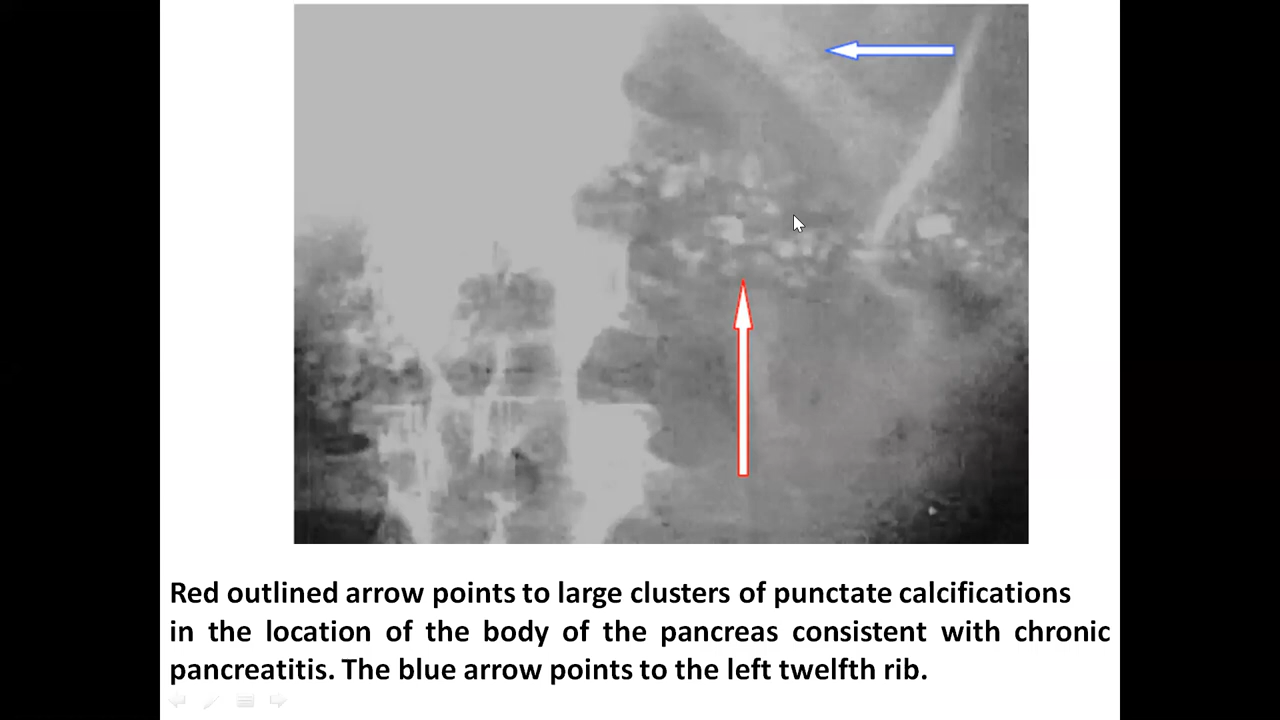 Red outlined arrow points to large clusters of punctate calcifications
in the location of the body of the pancreas consistent with chronic
pancreatitis. The blue arrow points to the left twelfth rib.